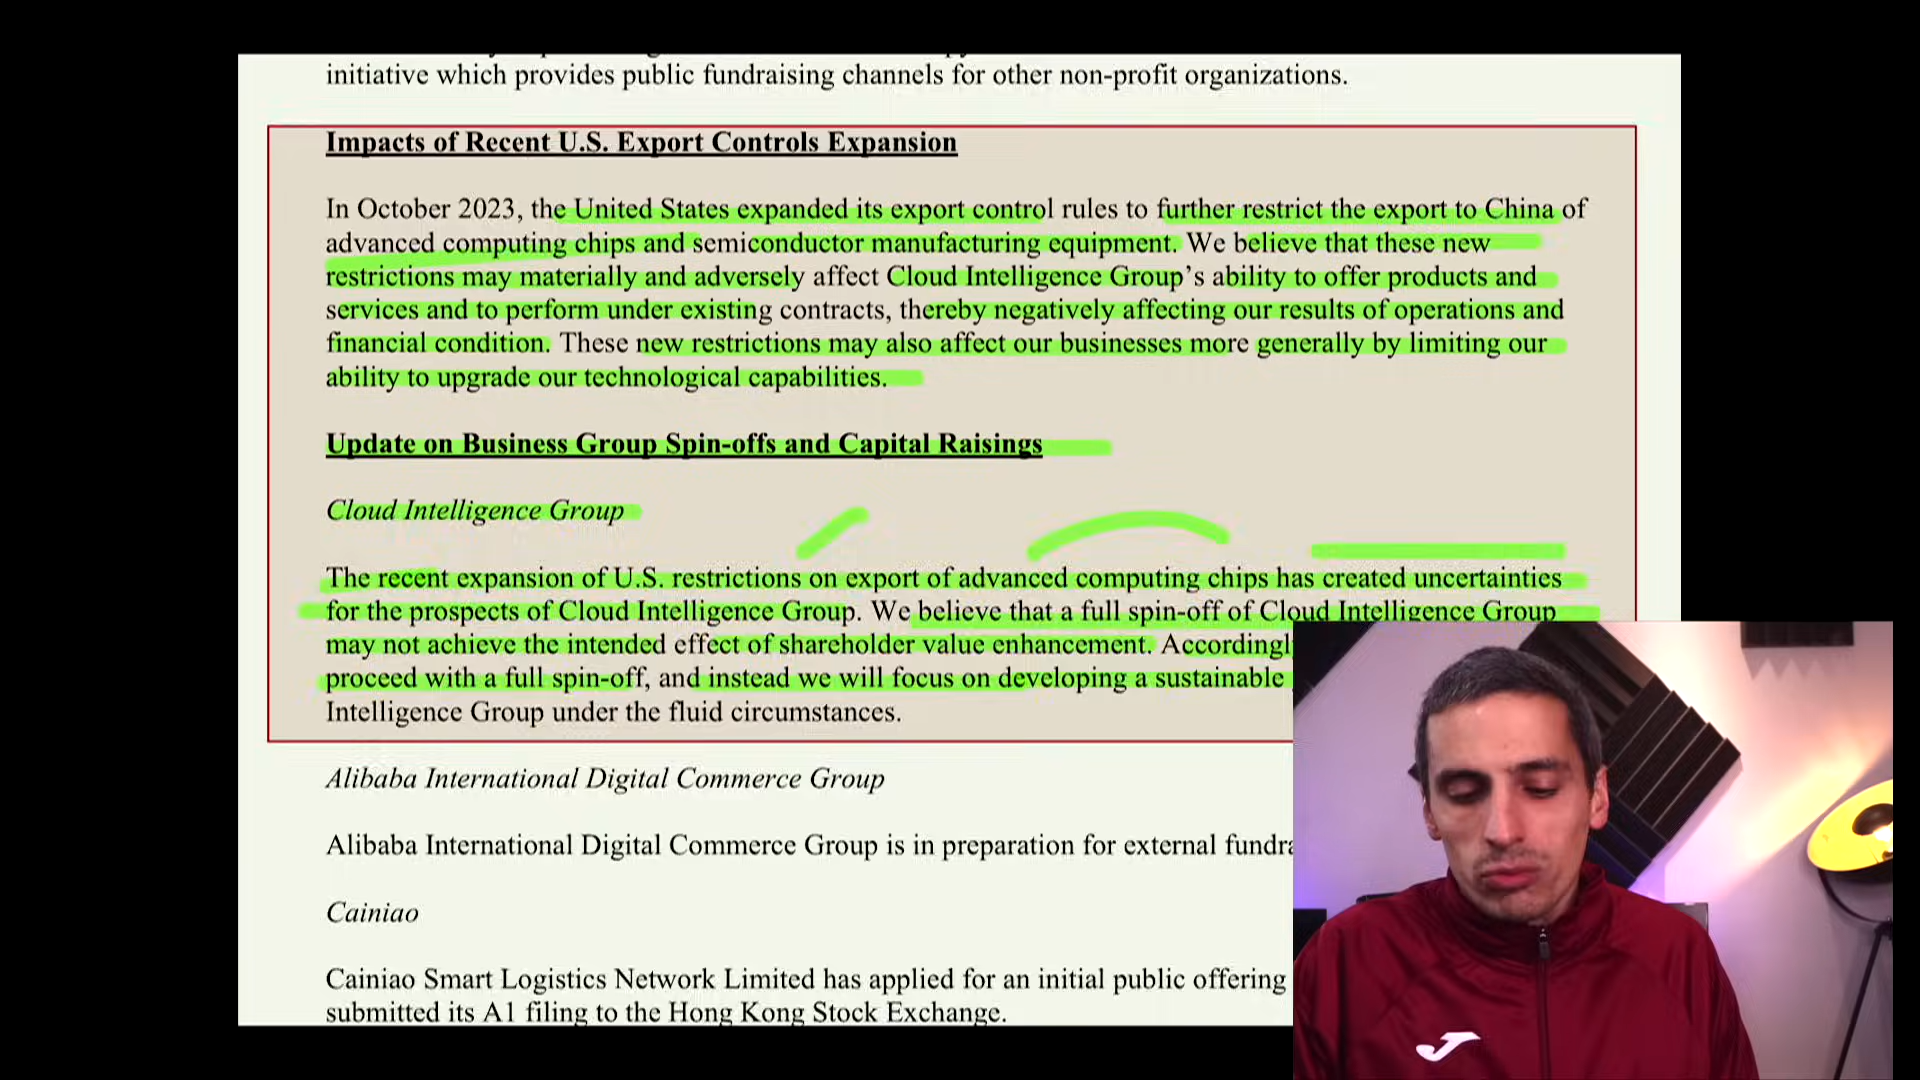 initiative which provides public fundraising channels for other non-profit organizations.
Impacts of Recent U.S. Export Controls Expansion
In October 2023, the United States expanded its export control rules to further restrict the export to China of
advanced computing chips and semiconductor manufacturing equipment. We believe that these new
restrictions may materially and adversely affect Cloud Intelligence Group's ability to offer products and
services and to perform under existing contracts, thereby negatively affecting our results of operations and
financial condition. These new restrictions may also affect our businesses more generally by limiting our
ability to upgrade our technological capabilities.
Update on Business Group Spin-offs and Capital Raisings
Cloud Intelligence Group
The recent expansion of U.S. restrictions on export of advanced computing chips has created uncertainties
for the prospects of Cloud Intelligence Group. We believe that a full spin-off of Cloud Intelligence Group
may not achieve the intended effect of shareholder value enhancement.
proceed with a full spin-off, and instead we will focus on developing a sustainable
Intelligence Group under the fluid circumstances.
Alibaba International Digital Commerce Group
Alibaba International Digital Commerce Group is in preparation for external
Cainiao
Cainiao Smart Logistics Network Limited has applied for an initial public offering
submitted its A1 filing to the Hong Kong Stock Exchange.